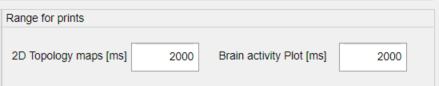 Range for prints
2D Topology maps [ms] 2000 Brain activity Plot [ms] 2000